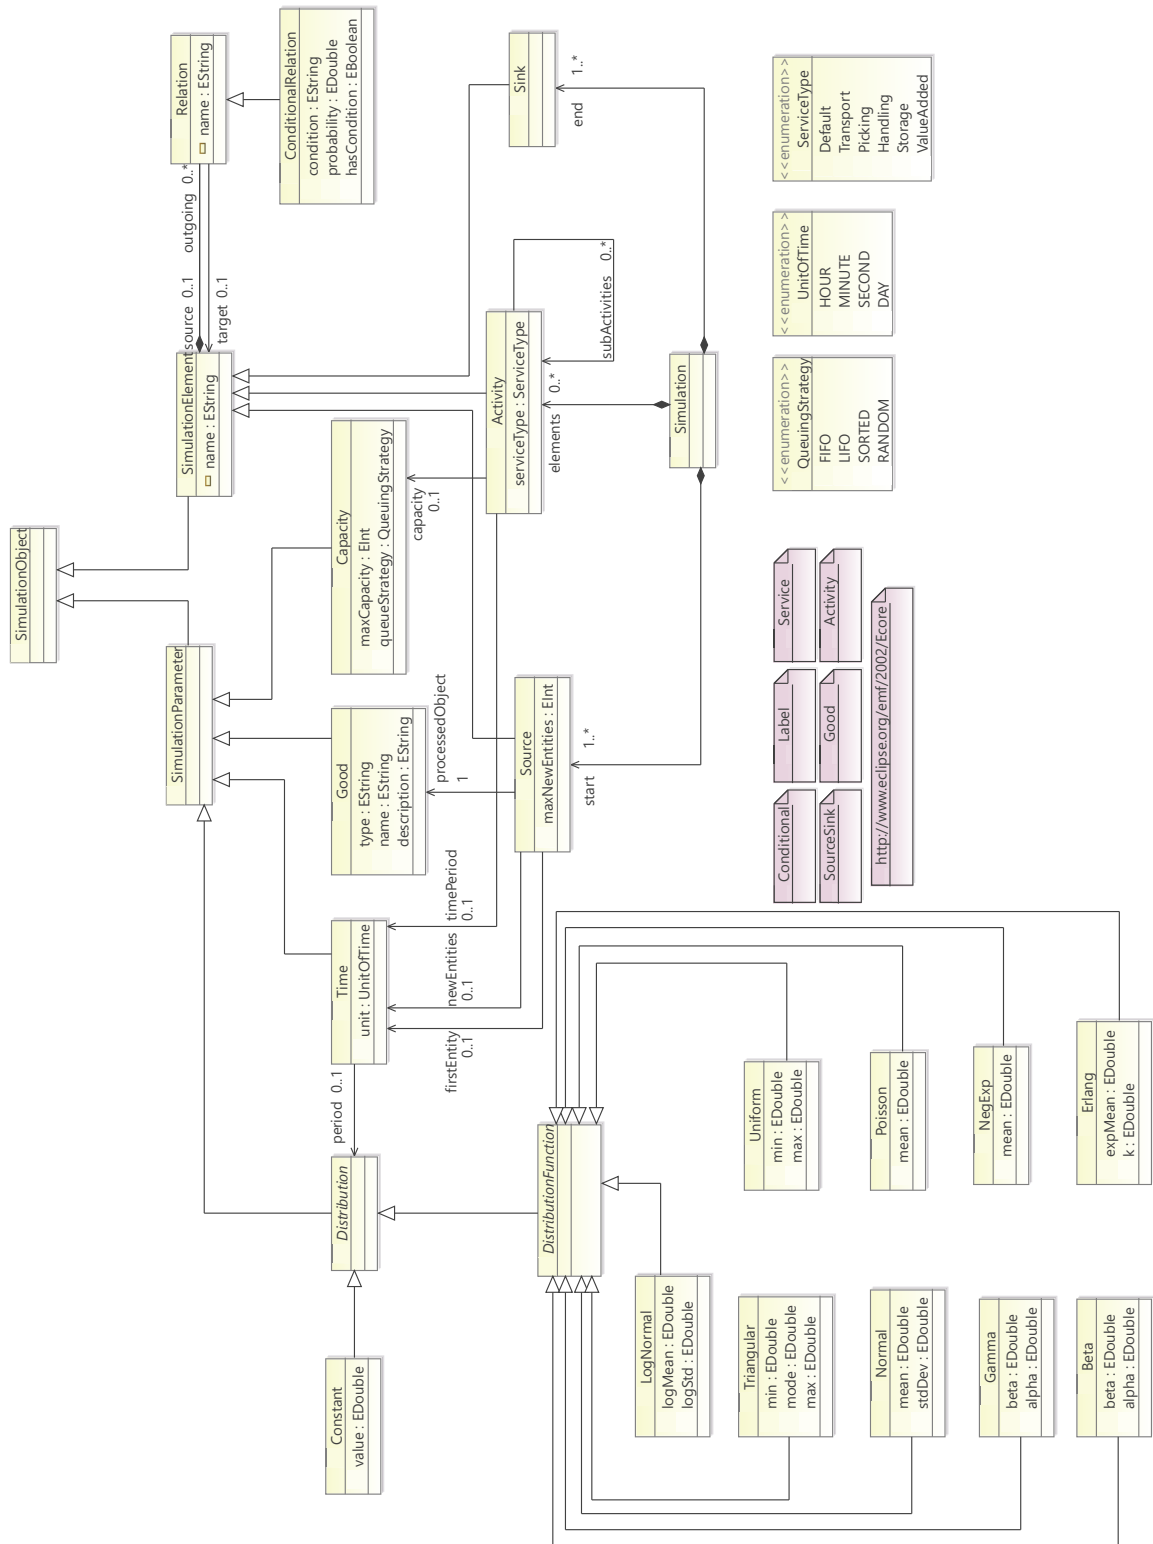 SimulationObject
SimulationParameter
SimulationElement
name : EString
Relation
name : EString
source 0..1
outgoing 0..*
target 0..1
ConditionalRelation
condition : EString
probability : EDouble
hasCondition : EBoolean
Constant
value : EDouble
Distribution
period 0..1
Time
unit : UnitOfTime
Good
type : EString
name : EString
description : EString
Capacity
maxCapacity : EInt
queueStrategy : QueuingStrategy
firstEntity
0..1
newEntities
0..1
timePeriod
0..1
processedObject
1
capacity
0..1
DistributionFunction
Source
maxNewEntities : EInt
Activity
serviceType : ServiceType
Sink
start
1..*
elements
0..*
subActivities
0..*
end
1..*
Simulation
LogNormal
logMean : EDouble
logStd : EDouble
Triangular
min : EDouble
mode : EDouble
max : EDouble
Uniform
min : EDouble
max : EDouble
Normal
mean : EDouble
stdDev : EDouble
Poisson
mean : EDouble
Gamma
beta : EDouble
alpha : EDouble
NegExp
mean : EDouble
Beta
beta : EDouble
alpha : EDouble
Erlang
expMean : EDouble
k : EDouble
Conditional
Label
Service
SourceSink
Good
Activity
http://www.eclipse.org/emf/2002/Ecore
<<enumeration>>
QueuingStrategy
FIFO
LIFO
SORTED
RANDOM
<<enumeration>>
UnitOfTime
HOUR
MINUTE
SECOND
DAY
<<enumeration>>
ServiceType
Default
Transport
Picking
Handling
Storage
ValueAdded